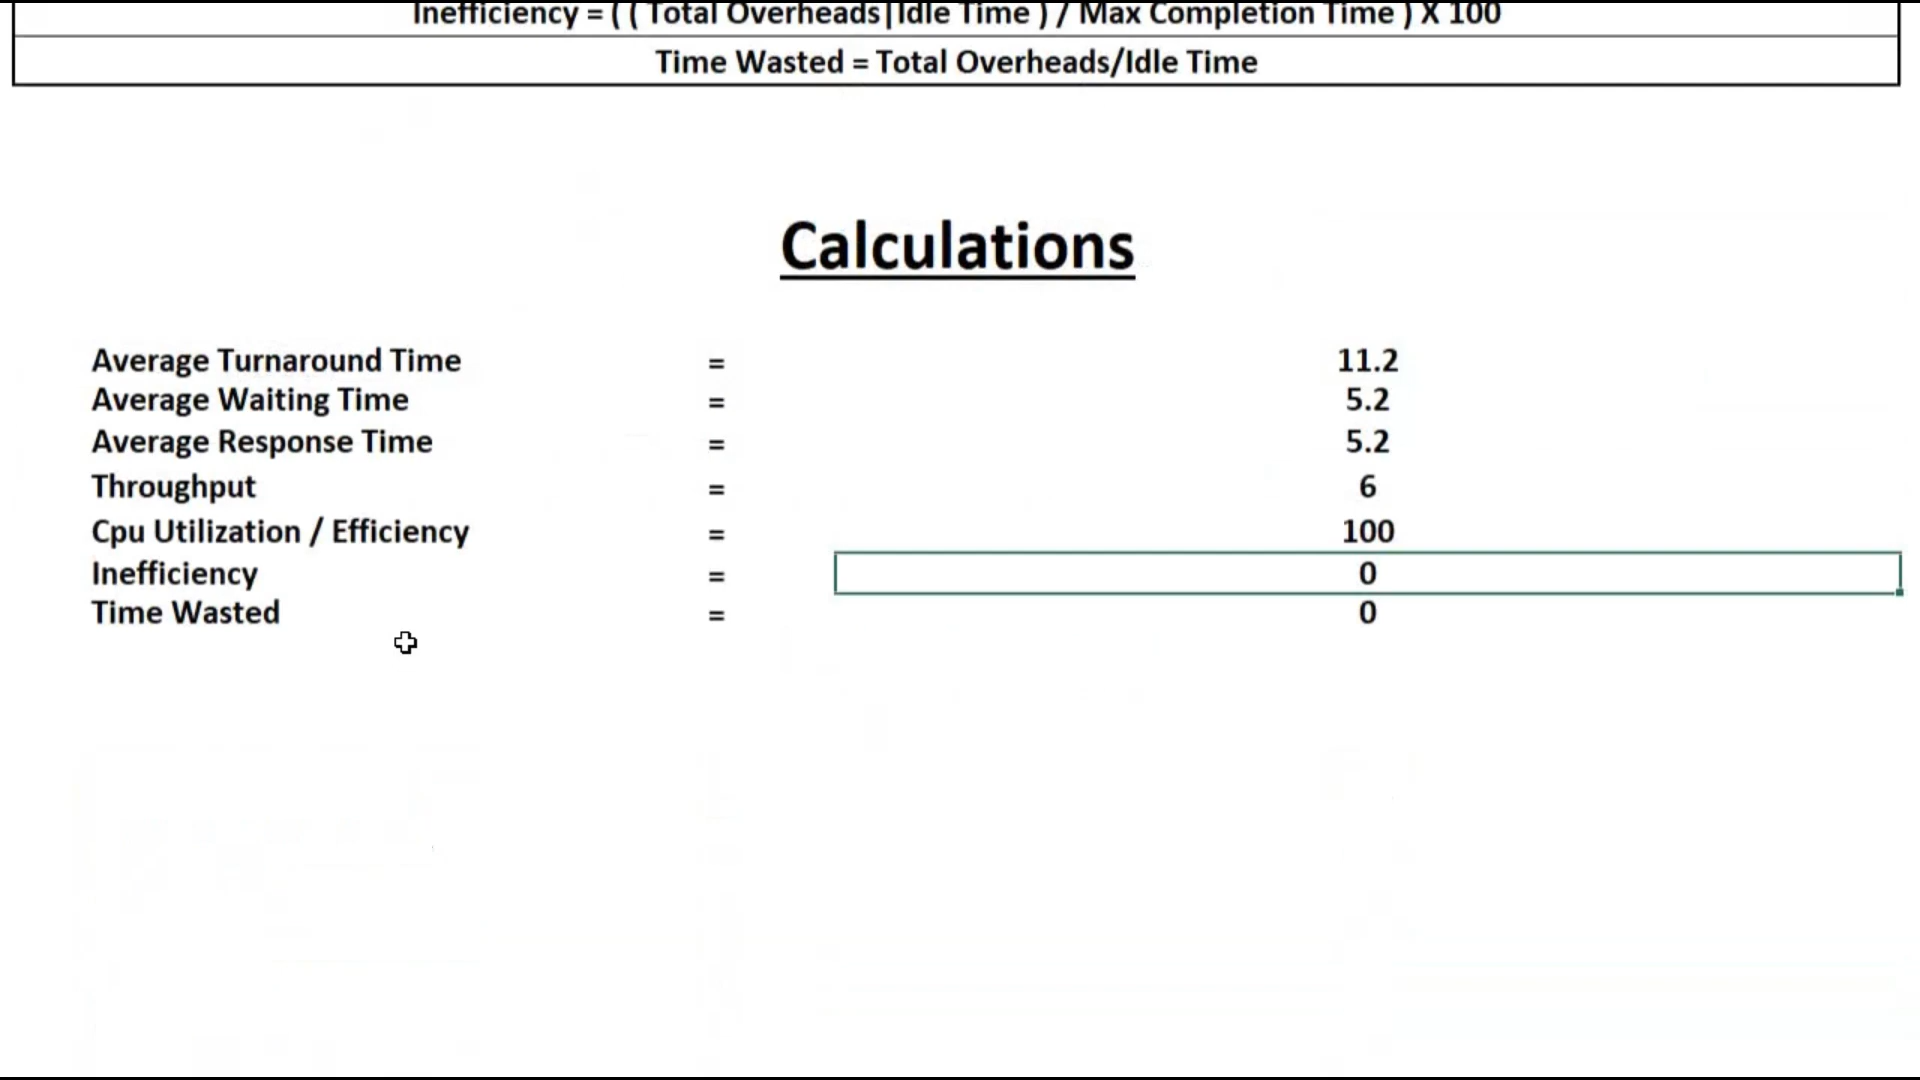 Inefficiency = ( ( Total Overheads|Idle Time ) / Max Completion Time ) X 100
Time Wasted = Total Overheads/Idle Time
Calculations
Average Turnaround Time = 11.2
Average Waiting Time = 5.2
Average Response Time = 5.2
Throughput = 6
Cpu Utilization / Efficiency = 100
Inefficiency = 0
Time Wasted = 0